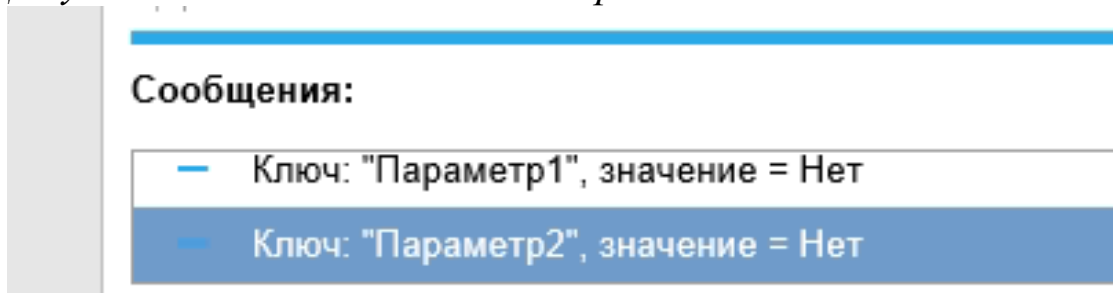 Сообщения:
Ключ: "Параметр1", значение = Нет
Ключ: "Параметр2", значение = Нет